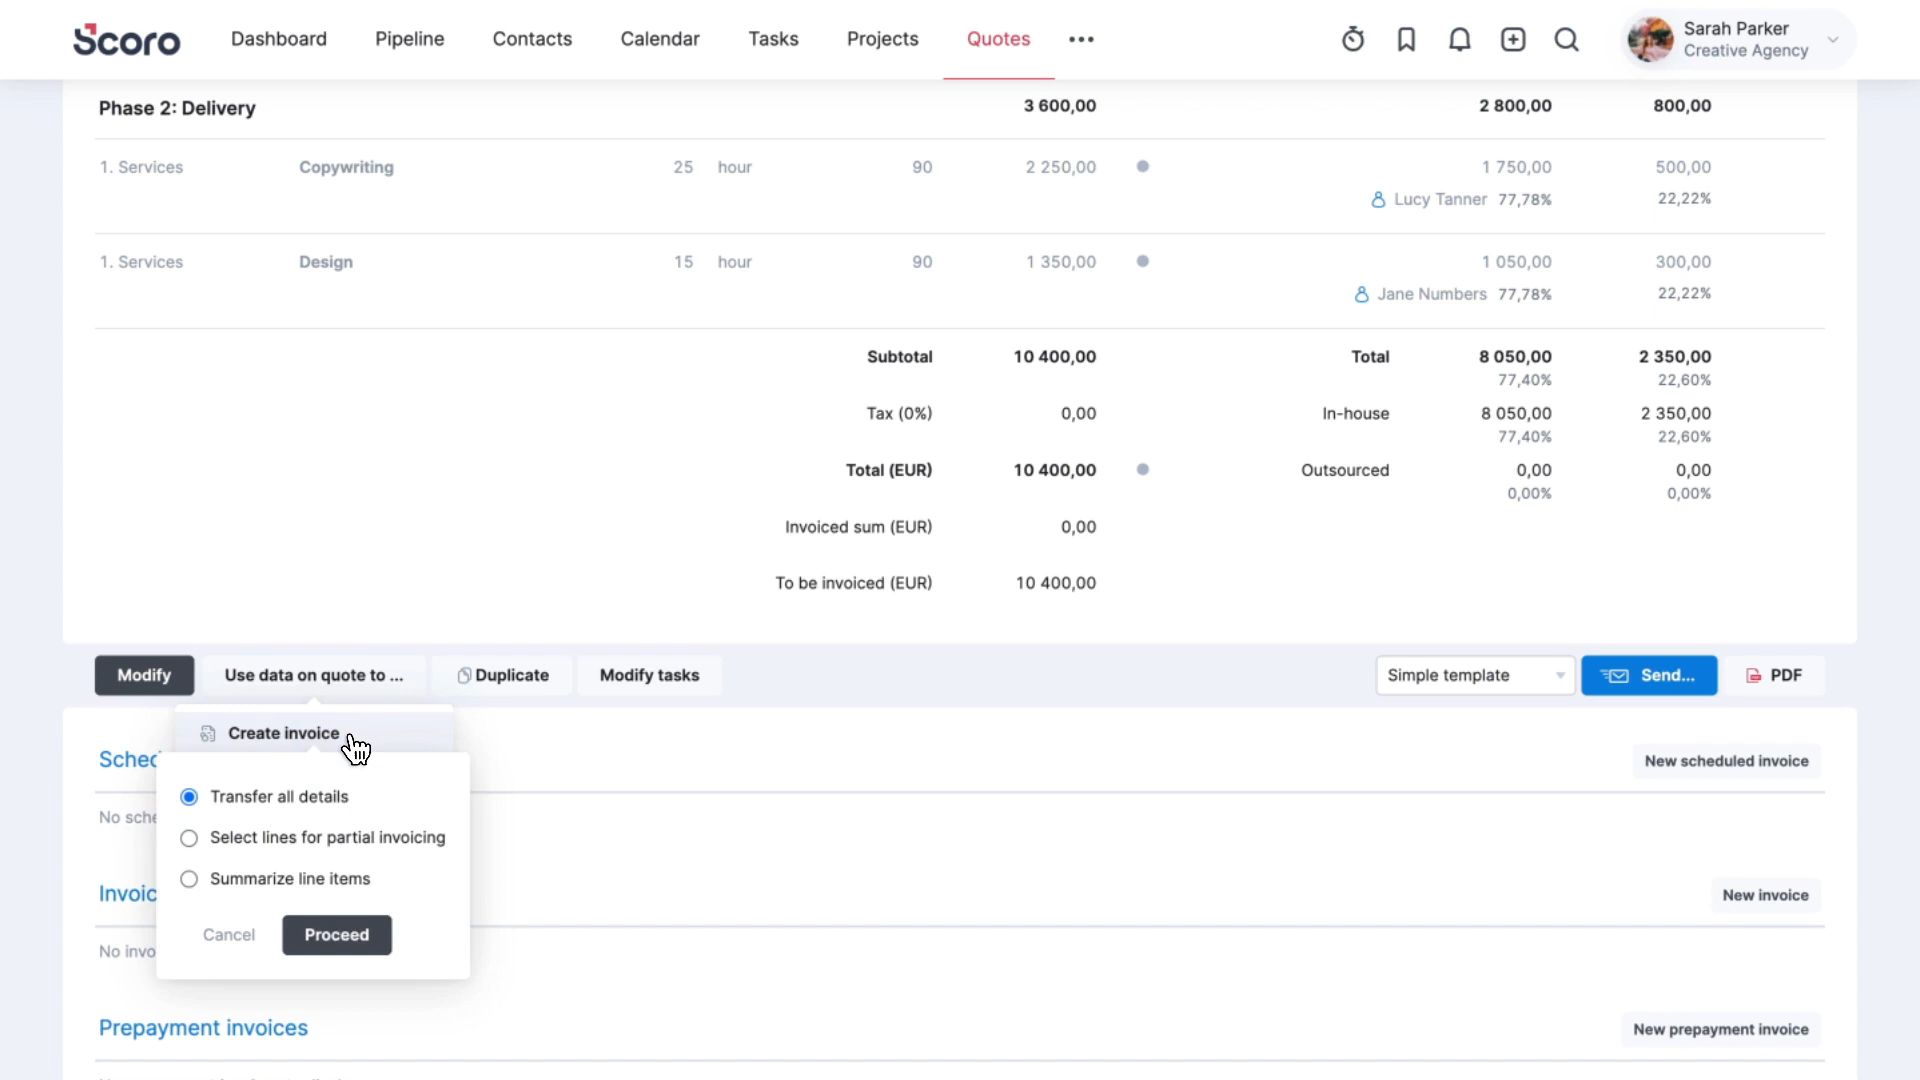 Scoro Dashboard Pipeline Contacts Calendar Tasks Projects Quotes Sarah Parker
Creative Agency
Phase 2: Delivery 3 600,00 2 800,00 800,00
1. Services Copywriting 25 hour 90 2 250,00 1 750,00 500,00
Lucy Tanner 77,78% 22,22%
1. Services Design 15 hour 90 1 350,00 1 050,00 300,00
Jane Numbers 77,78% 22,22%
Subtotal 10 400,00 Total 8 050,00 2 350,00
77,40% 22,60%
Tax (0%) 0,00 In-house 8 050,00 2 350,00
77,40% 22,60%
Total (EUR) 10 400,00 Outsourced 0,00 0,00
0,00% 0,00%
Invoiced sum (EUR) 0,00
To be invoiced (EUR) 10 400,00
Modify Use data on quote to ... Duplicate Modify tasks Simple template Send... PDF
Create invoice
Sched New scheduled invoice
Transfer all details
No sche
Select lines for partial invoicing
Summarize line items
Invoic New invoice
Cancel Proceed
No invo
Prepayment invoices New prepayment invoice